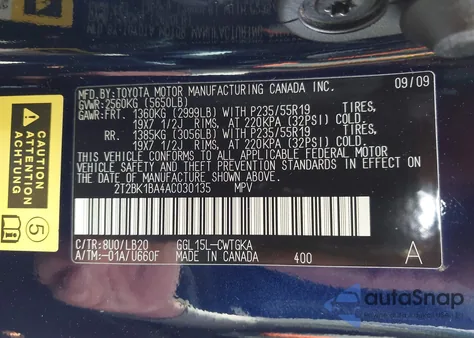 MFD.BY:TOYOTA MOTOR MANUFACTURING CANADA INC. 09/09
GVWR:2560KG (5650LB)
GAWR:FRT. 1360KG (2999LB) WITH P235/55R19 TIRES,
19X7 1/2J RIMS, AT 220KPA (32PSI) COLD
RR. 1385KG (3056LB) WITH P235/55R19 TIRES,
19X7 1/2J RIMS, AT 220KPA (32PSI) COLD
THIS VEHICLE CONFORMS TO ALL APPLICABLE FEDERAL MOTOR
VEHICLE SAFETY AND THEFT PREVENTION STANDARDS IN EFFECT ON
THE DATE OF MANUFACTURE SHOWN ABOVE.
2T2BK1BA4AC030135 MPV
C/TR:8U0/LB20 GGL15L-CWTGKA
A/TM:-01A/U660F MADE IN CANADA 400 A
CAUTION
ATTENTION
ACHTUNG
5
autoSnap